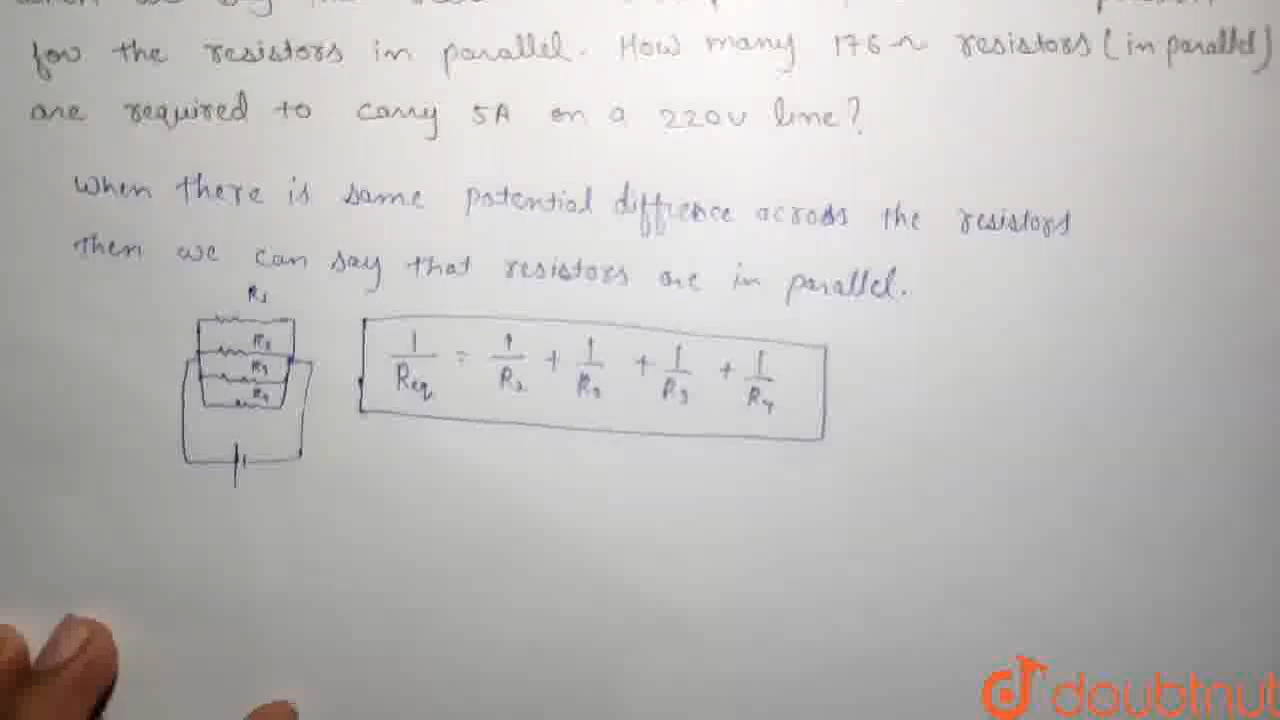 for the resistors in parallel. How many 176 Ω resistors (in parallel)
are required to carry 5A on a 220V line?
when there is same potential diffrence across the resistors
then we can say that resistors are in parallel.
R1
R2
R3
R4
1/Req = 1/R1 + 1/R2 + 1/R3 + 1/R4
doubtnut